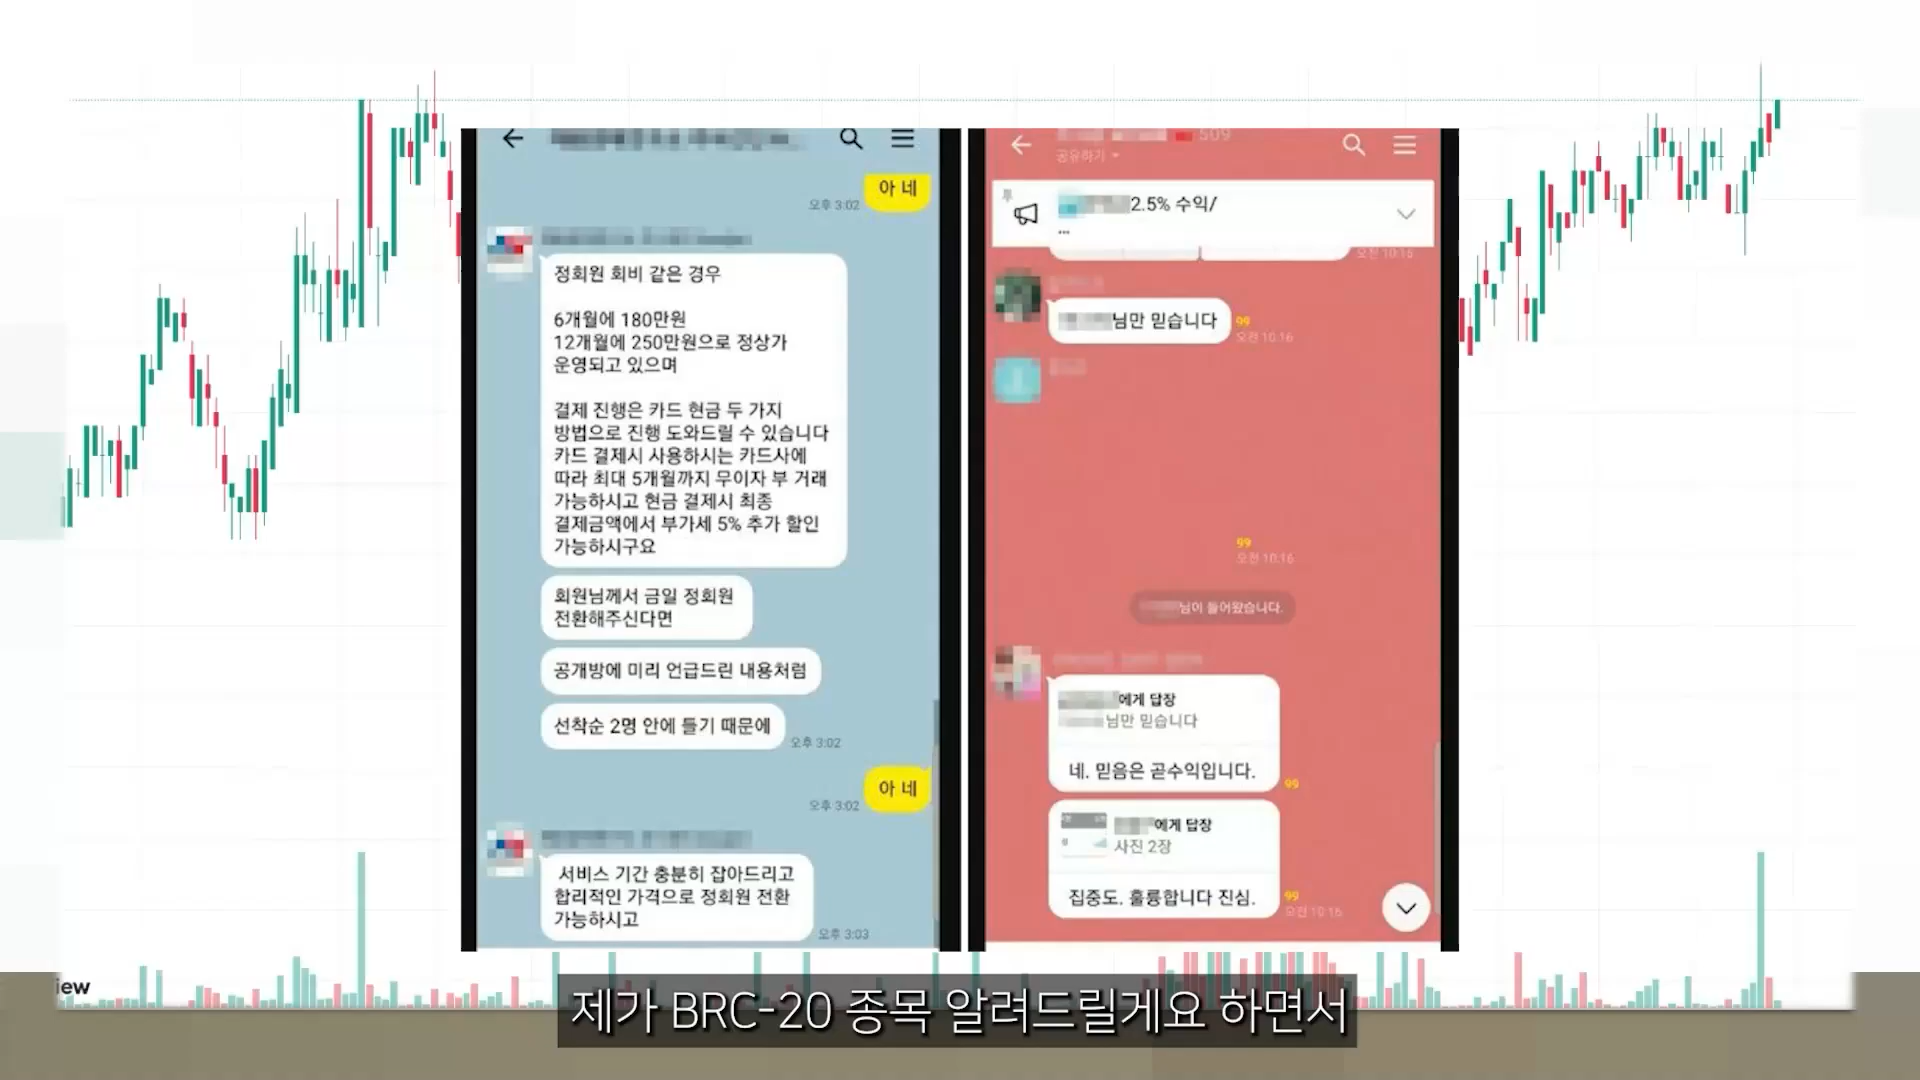 아 네
오후 3:02
정회원 회비 같은 경우
6개월에 180만원
12개월에 250만원으로 정상가
운영되고 있으며
결제 진행은 카드 현금 두 가지
방법으로 진행 도와드릴 수 있습니다
카드 결제시 사용하시는 카드사에
따라 최대 5개월까지 무이자 부 거래
가능하시고 현금 결제시 최종
결제금액에서 부가세 5% 추가 할인
가능하시구요
회원님께서 금일 정회원
전환해주신다면
공개방에 미리 언급드린 내용처럼
선착순 2명 안에 들기 때문에
오후 3:02
아 네
오후 3:02
서비스 기간 충분히 잡아드리고
합리적인 가격으로 정회원 전환
가능하시고
오후 3:03
509
공유하기
2.5% 수익/
...
오전 10:16
님만 믿습니다
99
오전 10:16
99
오전 10:16
님이 들어왔습니다.
에게 답장
님만 믿습니다
네. 믿음은 곧수익입니다.
99
에게 답장
사진 2장
집중도. 훌륭합니다 진심.
99
오전 10:16
iew
제가 BRC-20 종목 알려드릴게요 하면서